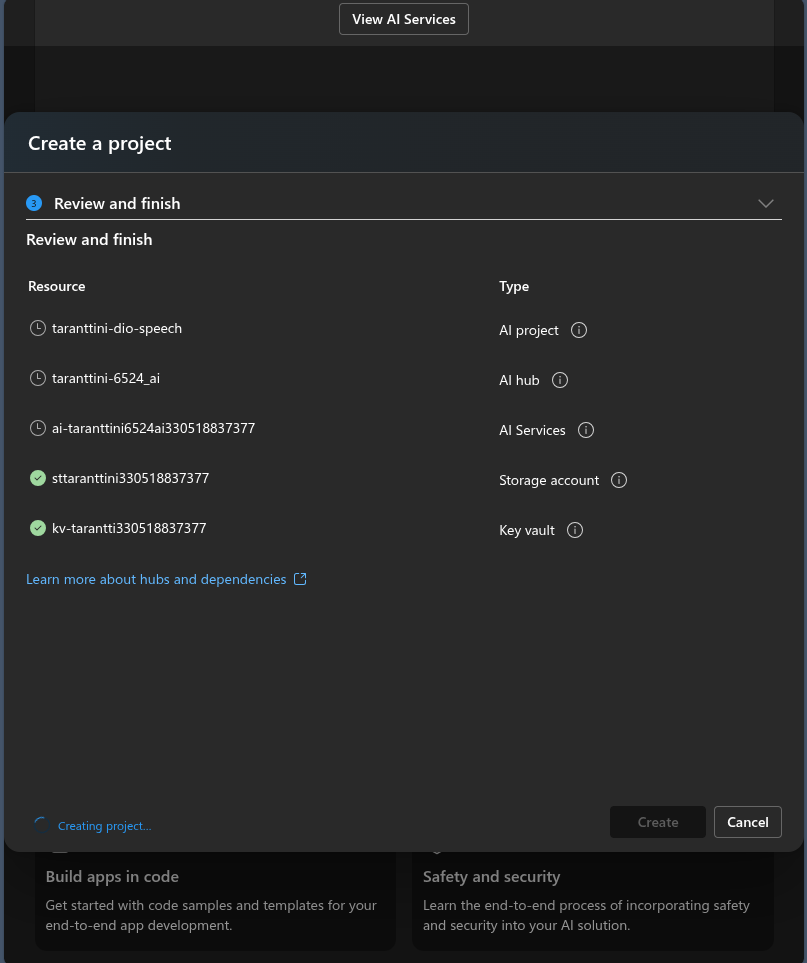 View AI Services
Create a project
3 Review and finish
Review and finish
Resource Type
taranttini-dio-speech AI project
taranttini-6524_ai AI hub
ai-taranttini6524ai330518837377 AI Services
sttaranttini330518837377 Storage account
kv-tarantti330518837377 Key vault
Learn more about hubs and dependencies
Creating project...
Create Cancel
Build apps in code
Get started with code samples and templates for your
end-to-end app development.
Safety and security
Learn the end-to-end process of incorporating safety
and security into your AI solution.